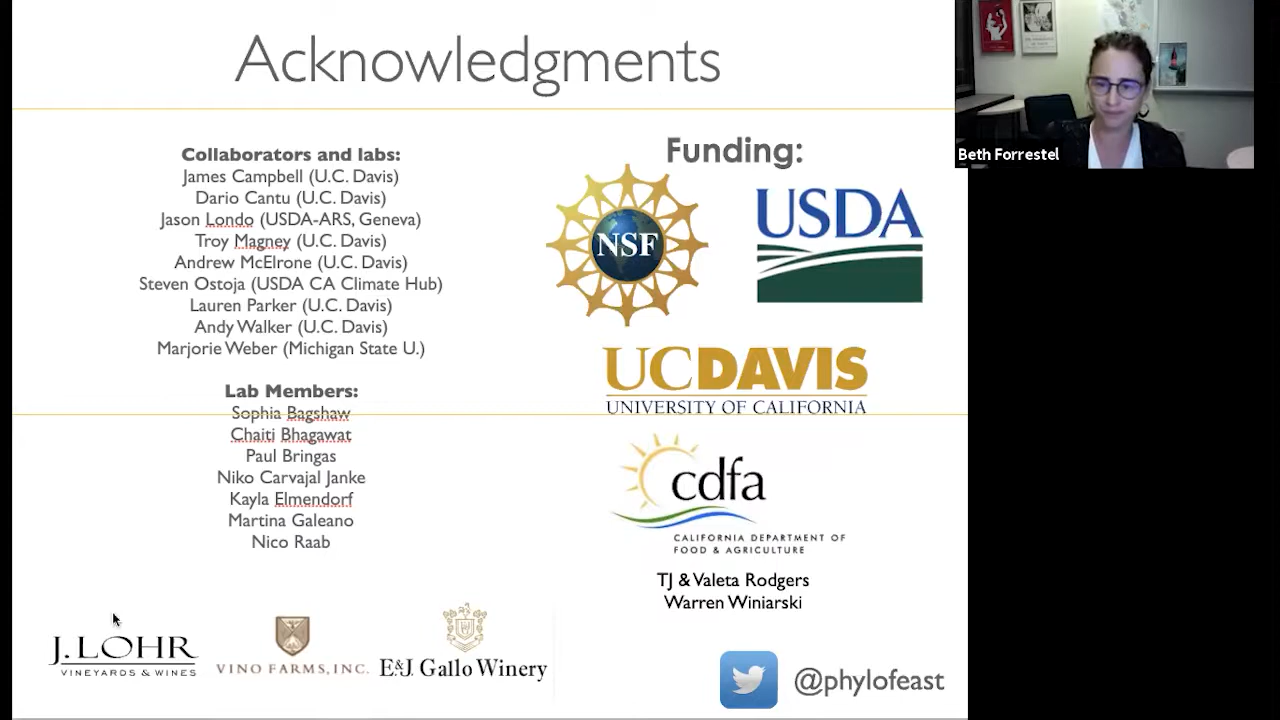 Acknowledgments
Collaborators and labs:
James Campbell (U.C. Davis)
Dario Cantu (U.C. Davis)
Jason Londo (USDA-ARS, Geneva)
Troy Magney (U.C. Davis)
Andrew McElrone (U.C. Davis)
Steven Ostoja (USDA CA Climate Hub)
Lauren Parker (U.C. Davis)
Andy Walker (U.C. Davis)
Marjorie Weber (Michigan State U.)
Lab Members:
Sophia Bagshaw
Chaiti Bhagawat
Paul Bringas
Niko Carvajal Janke
Kayla Elmendorf
Martina Galeano
Nico Raab
J. LOHR
VINEYARDS & WINES
VINO FARMS, INC.
E&J Gallo Winery
Funding:
NSF
USDA
UCDAVIS
UNIVERSITY OF CALIFORNIA
cdfa
CALIFORNIA DEPARTMENT OF
FOOD & AGRICULTURE
TJ & Valeta Rodgers
Warren Winiarski
@phylofeast
Beth Forrestel